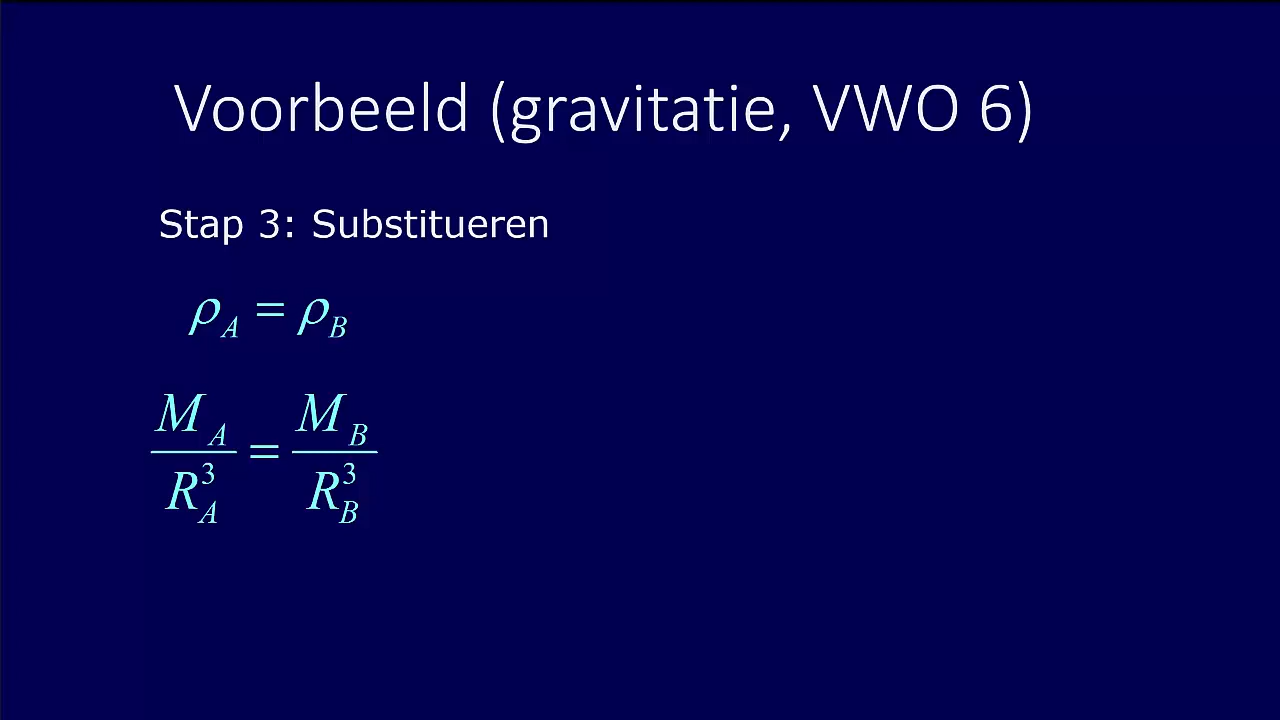 Voorbeeld (gravitatie, VWO 6)
Stap 3: Substitueren
ρ_A = ρ_B
M_A / R_A^3 = M_B / R_B^3